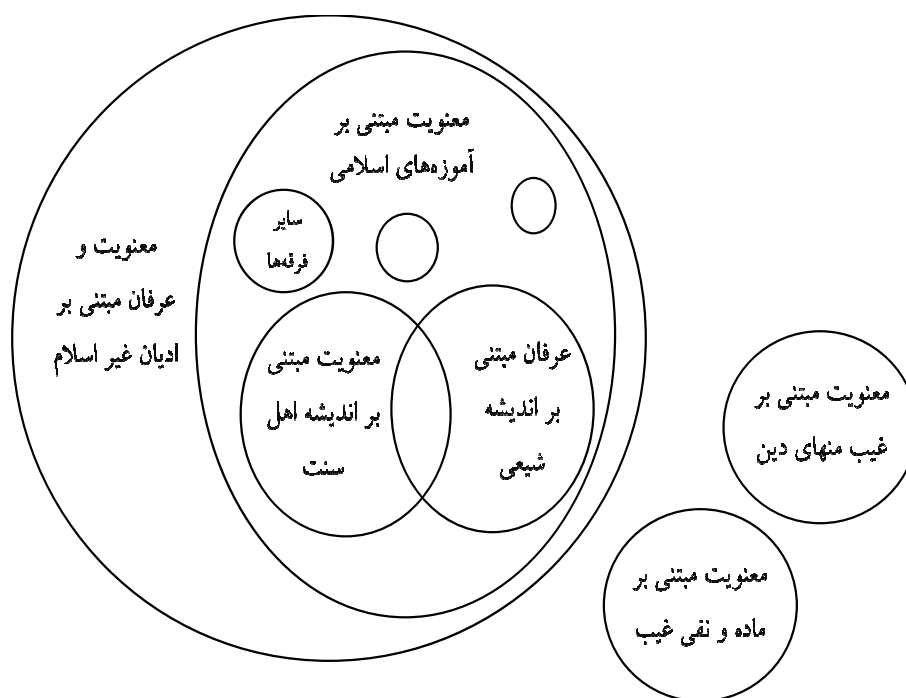 معنویت مبتنی بر
آموزه‌های اسلامی
سایر
فرقه‌ها
معنویت و
عرفان مبتنی بر
ادیان غیر اسلام
عرفان مبتنی
بر اندیشه
شیعی
معنویت مبتنی
بر اندیشه اهل
سنت
معنویت مبتنی بر
غیب منهای دین
معنویت مبتنی بر
ماده و نفی غیب